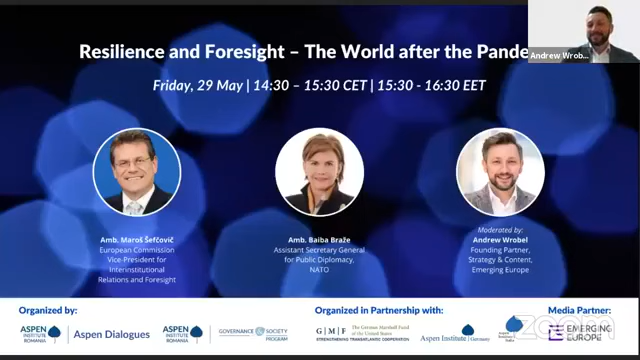 Resilience and Foresight – The World after the Pande
Andrew Wrob...
Friday, 29 May | 14:30 – 15:30 CET | 15:30 - 16:30 EET
Amb. Maroš Šefčovič
European Commission
Vice-President for
Interinstitutional
Relations and Foresight
Amb. Baiba Braže
Assistant Secretary General
for Public Diplomacy,
NATO
Moderated by:
Andrew Wrobel
Founding Partner,
Strategy & Content,
Emerging Europe
Organized by:
ASPEN
INSTITUTE
ROMANIA
Aspen Dialogues
ASPEN
INSTITUTE
ROMANIA
GOVERNANCE & SOCIETY
PROGRAM
Organized in Partnership with:
G | M | F
The German Marshall Fund
of the United States
STRENGTHENING TRANSATLANTIC COOPERATION
Aspen Institute | Germany
Media Partner:
EMERGING
EUROPE
zoom